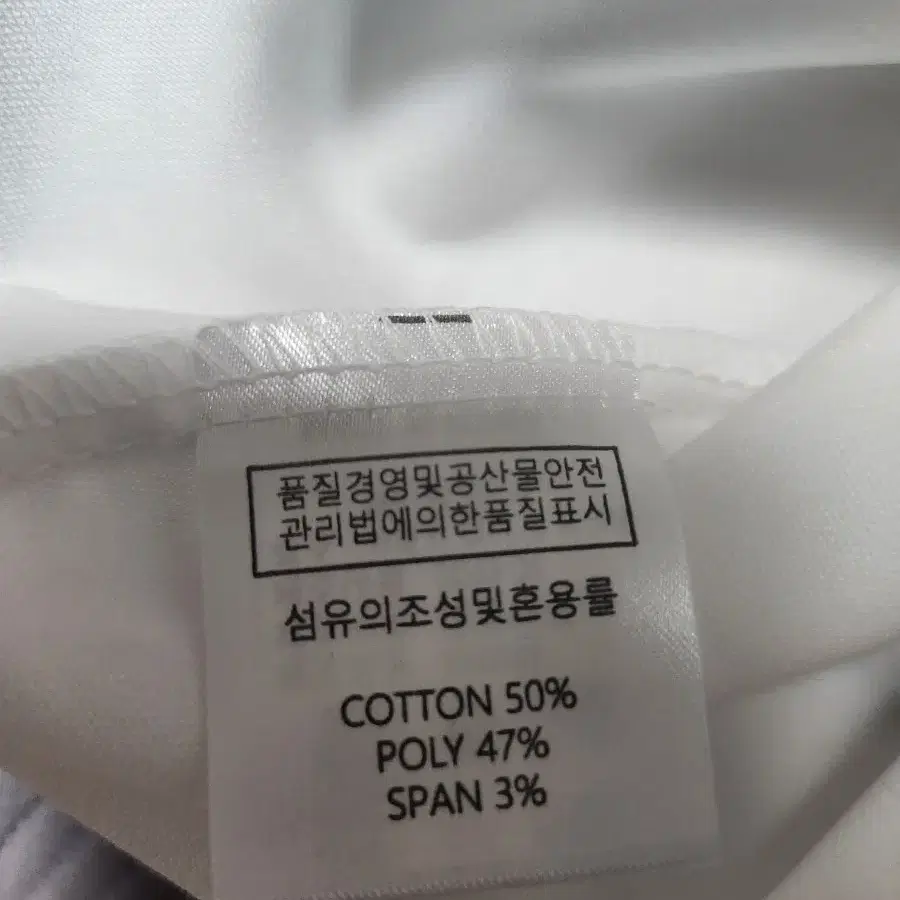 품질경영및공산물안전
관리법에의한품질표시
섬유의조성및혼용률
COTTON 50%
POLY 47%
SPAN 3%